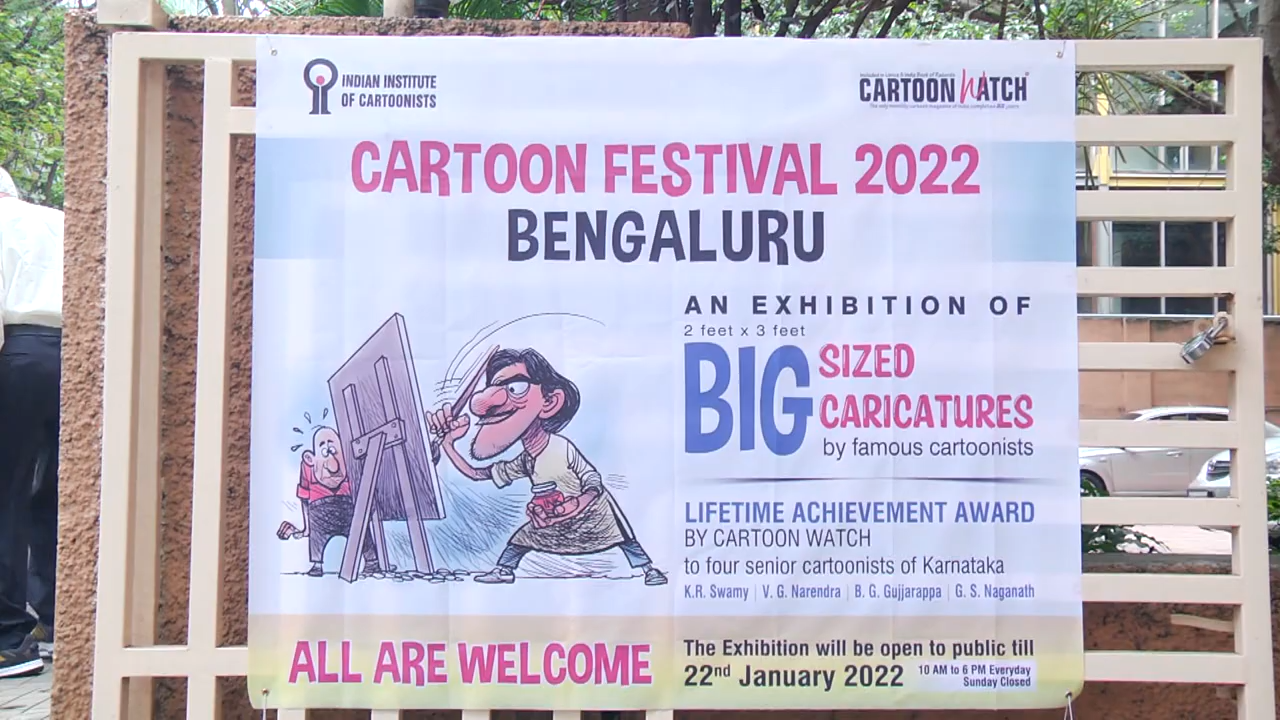 INDIAN INSTITUTE
OF CARTOONISTS
CARTOON WATCH
CARTOON FESTIVAL 2022
BENGALURU
AN EXHIBITION OF
2 feet x 3 feet
BIG SIZED
CARICATURES
by famous cartoonists
LIFETIME ACHIEVEMENT AWARD
BY CARTOON WATCH
to four senior cartoonists of Karnataka
K.R. Swamy | V. G. Narendra | B. G. Gujjarappa | G. S. Naganath
ALL ARE WELCOME
The Exhibition will be open to public till
22nd January 2022
10 AM to 6 PM Everyday
Sunday Closed